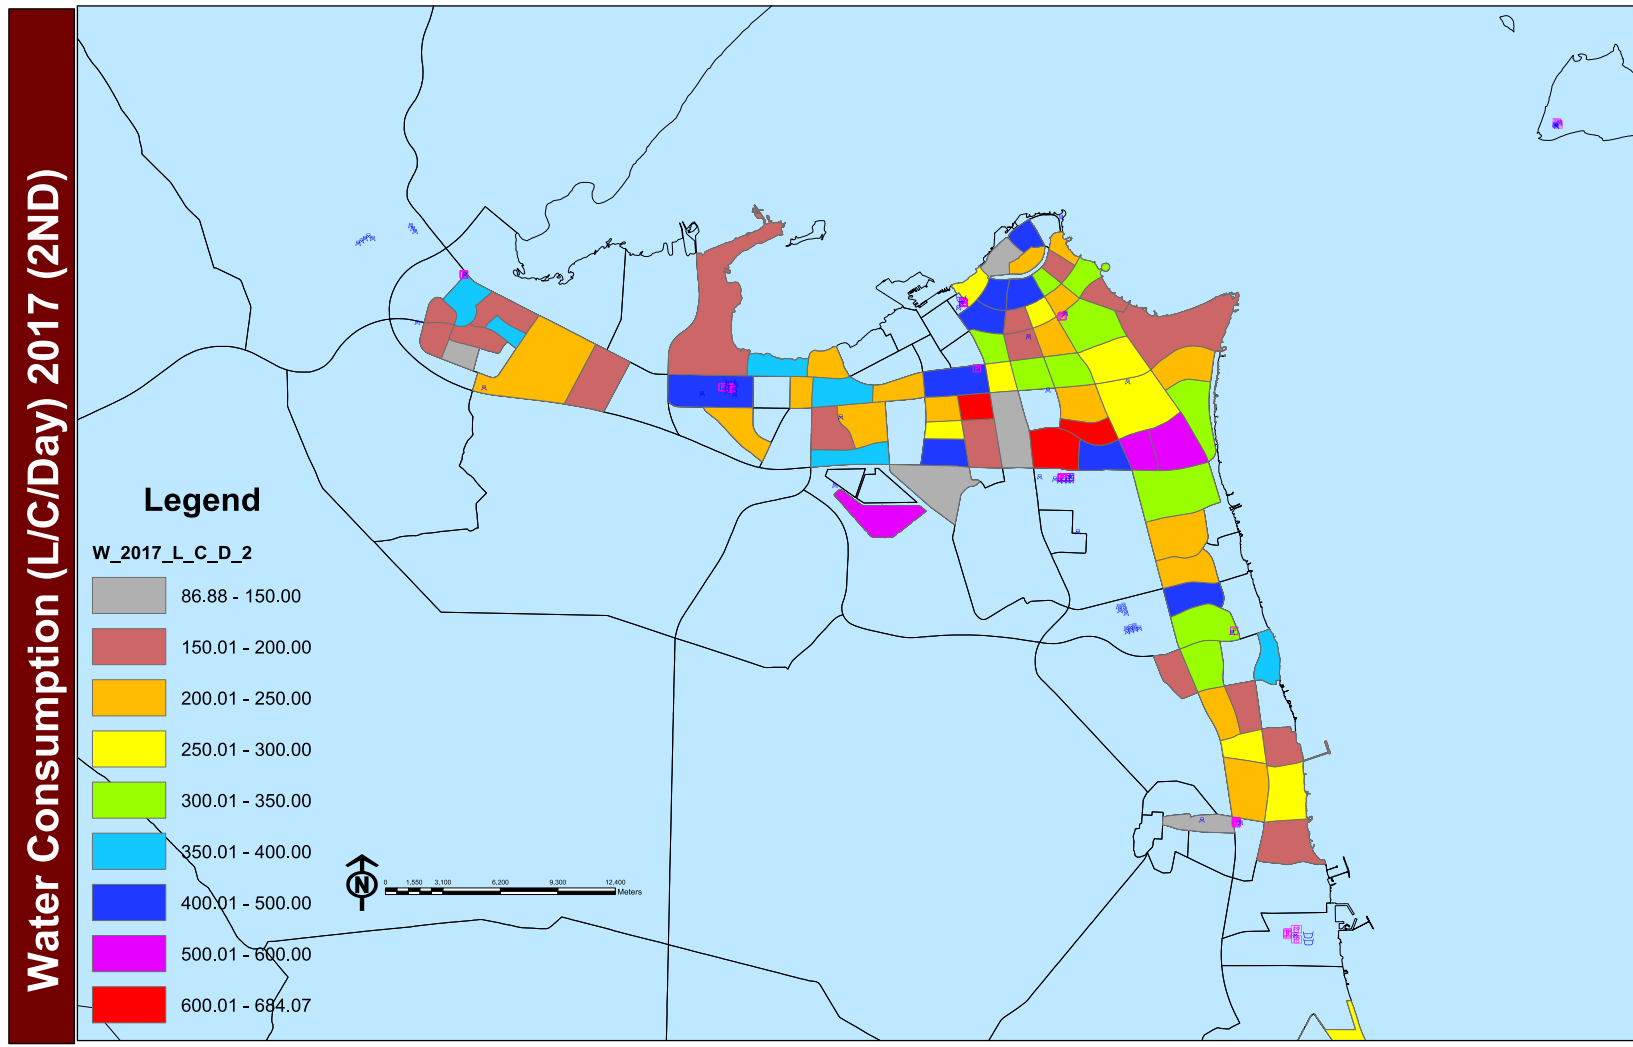 Water Consumption (L/C/Day) 2017 (2ND)
Legend
W_2017_L_C_D_2
86.88 - 150.00
150.01 - 200.00
200.01 - 250.00
250.01 - 300.00
300.01 - 350.00
350.01 - 400.00
400.01 - 500.00
500.01 - 600.00
600.01 - 684.07
N
0 1,550 3,100 6,200 9,300 12,400
Meters